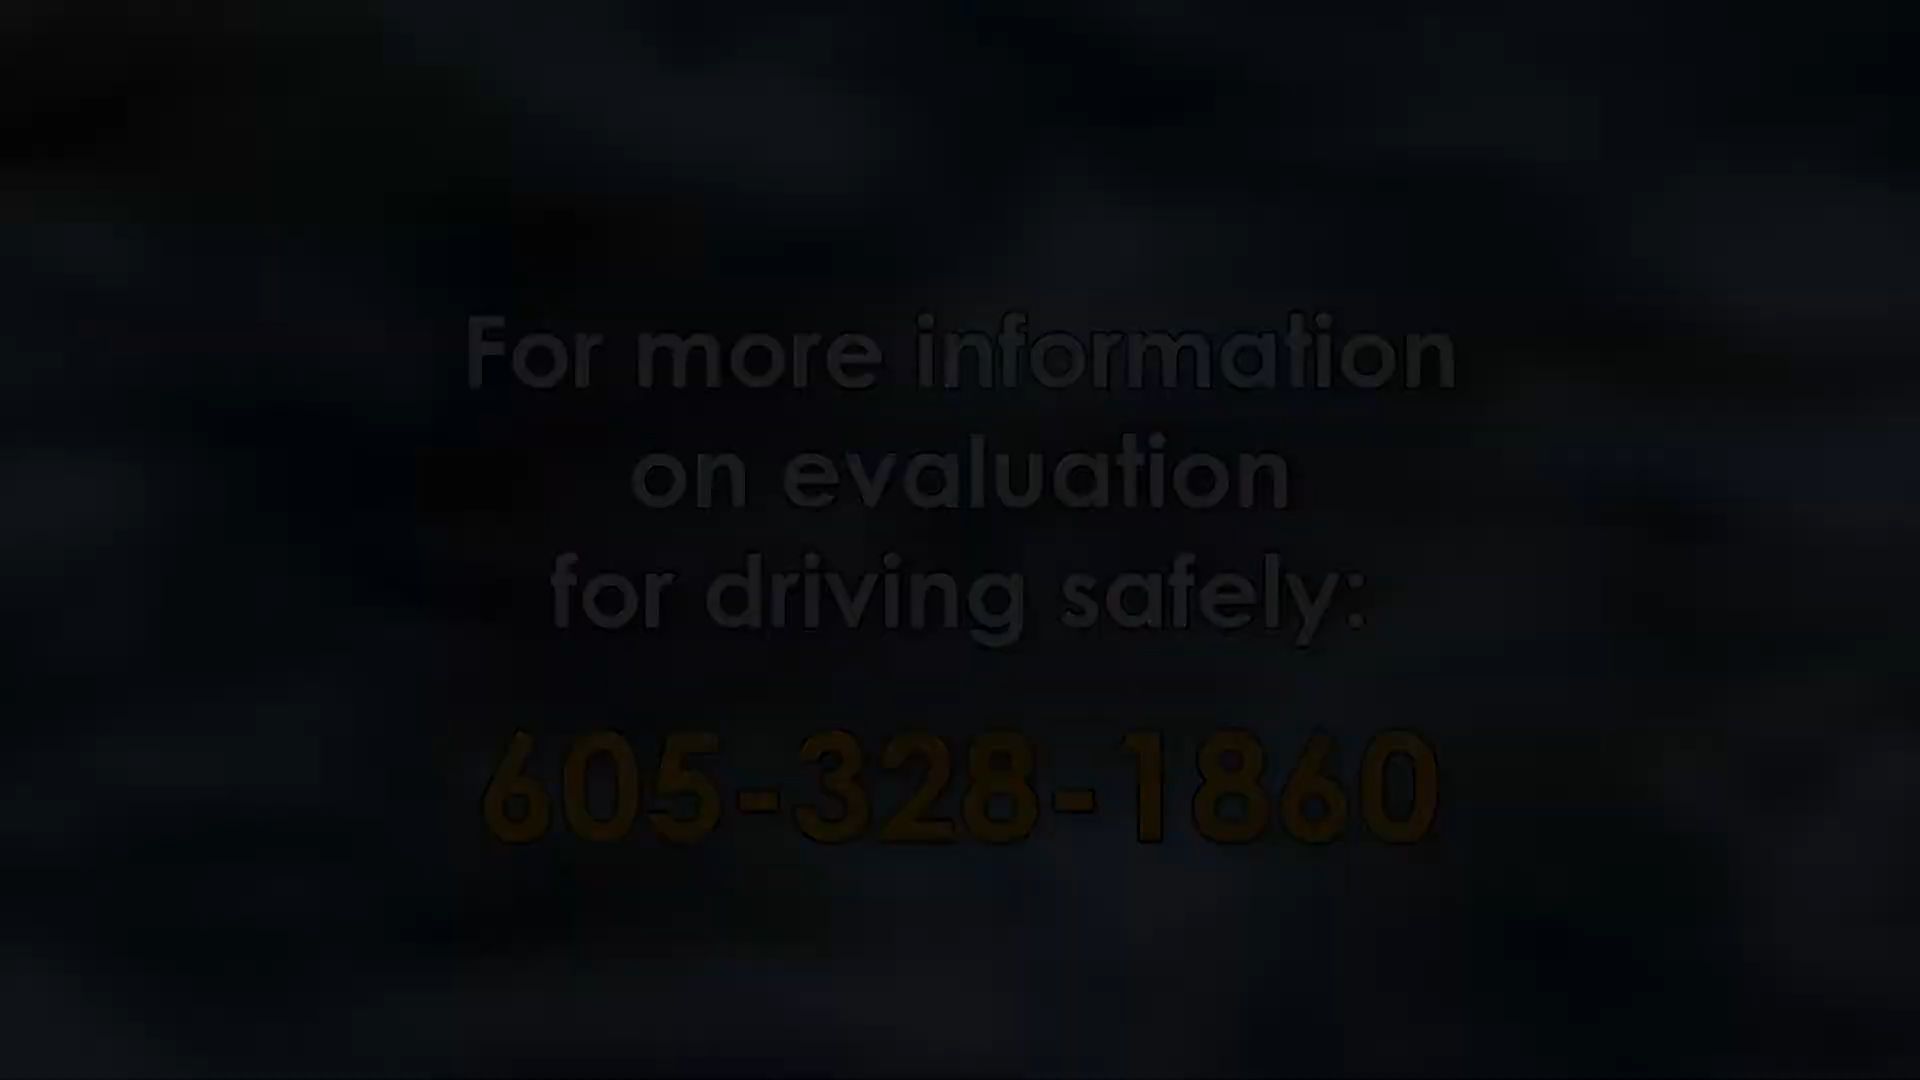 For more information
on evaluation
for driving safely:
605-328-1860